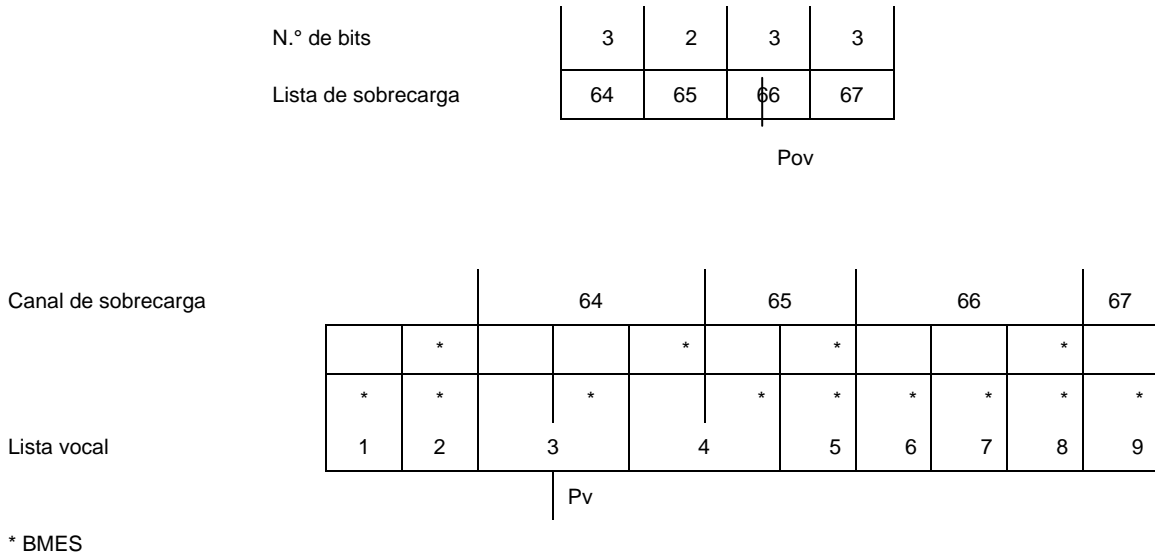 N.° de bits 3 2 3 3
Lista de sobrecarga 64 65 66 67
Pov
Canal de sobrecarga 64 65 66 67
* * * *
* * * * * * * * *
Lista vocal 1 2 3 4 5 6 7 8 9
Pv
* BMES